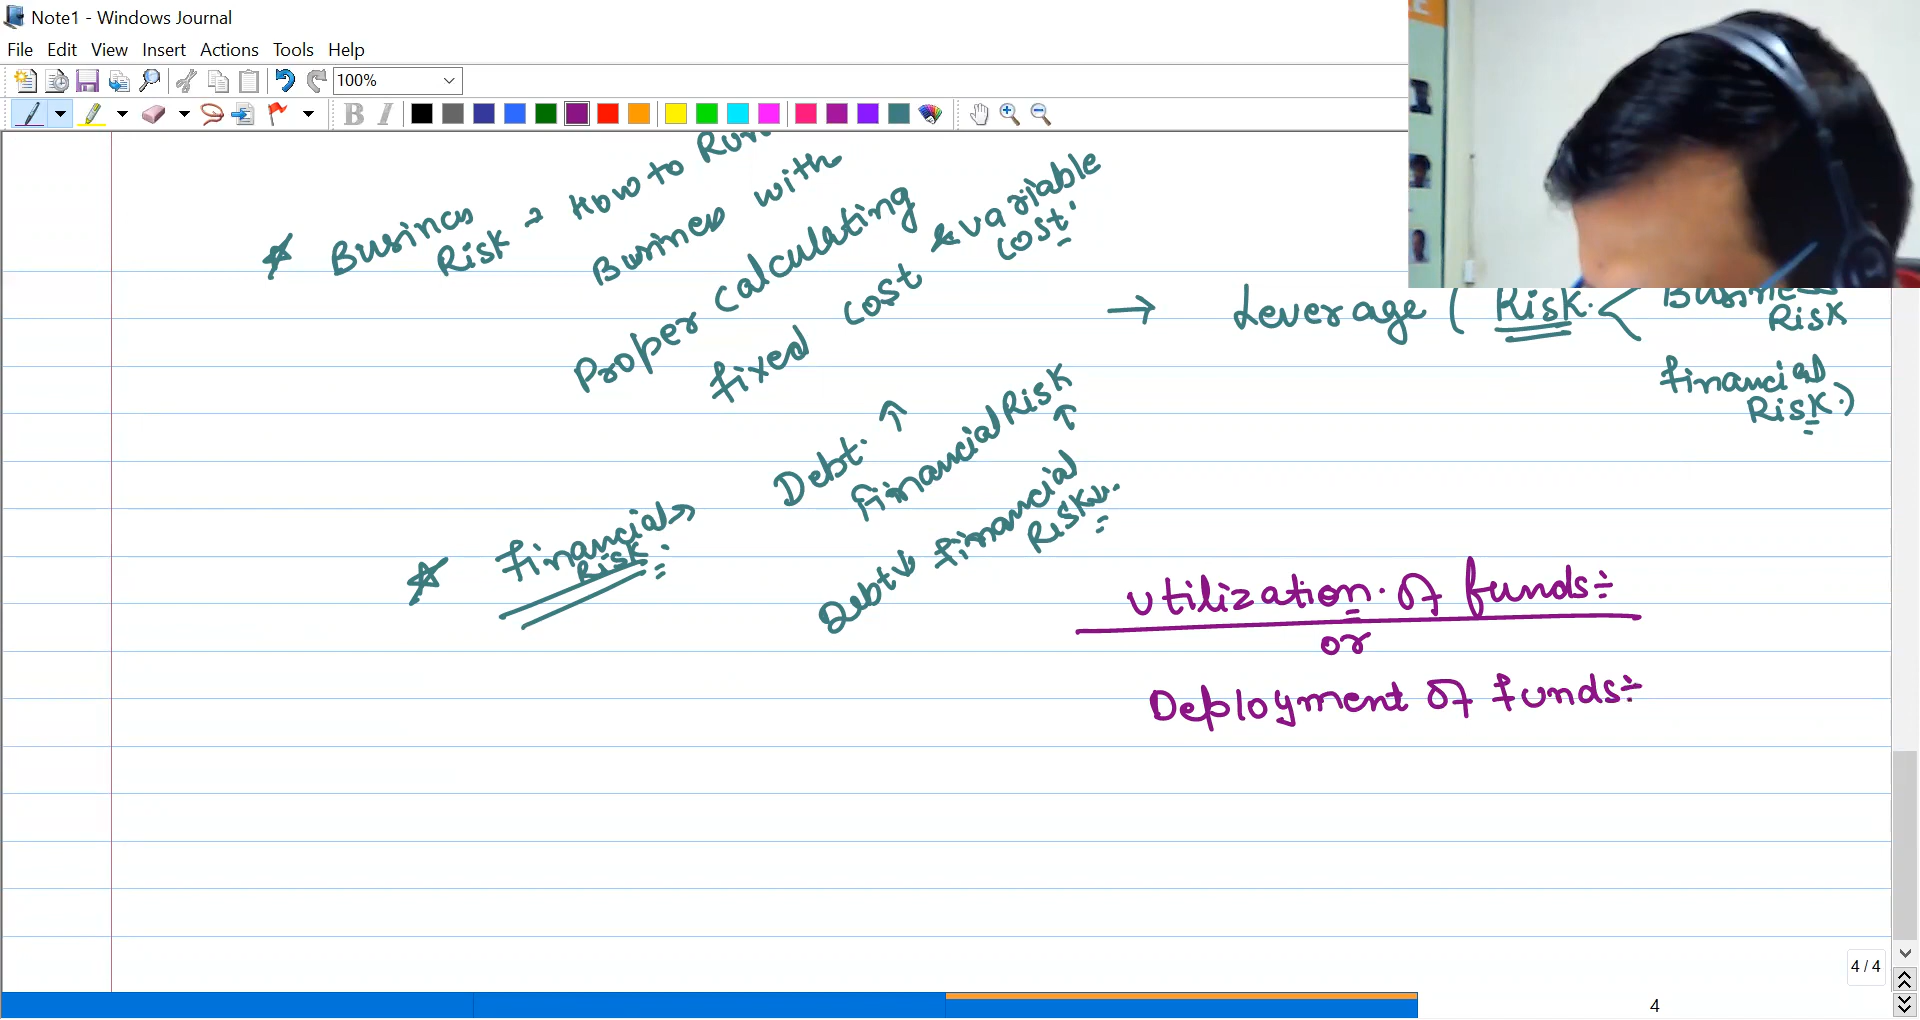 Note1 - Windows Journal
File Edit View Insert Actions Tools Help
100%
B I
Business Risk → How to Run
Business with
Proper calculating
fixed cost & variable cost.
→ Leverage ( Risk. < Business Risk
financial Risk.)
Debt. ↑
financial Risk ↑
financial Risk. →
Debt ↓ financial Risk ↓.
Utilization. of funds÷
or
Deployment of funds÷
4 / 4
4